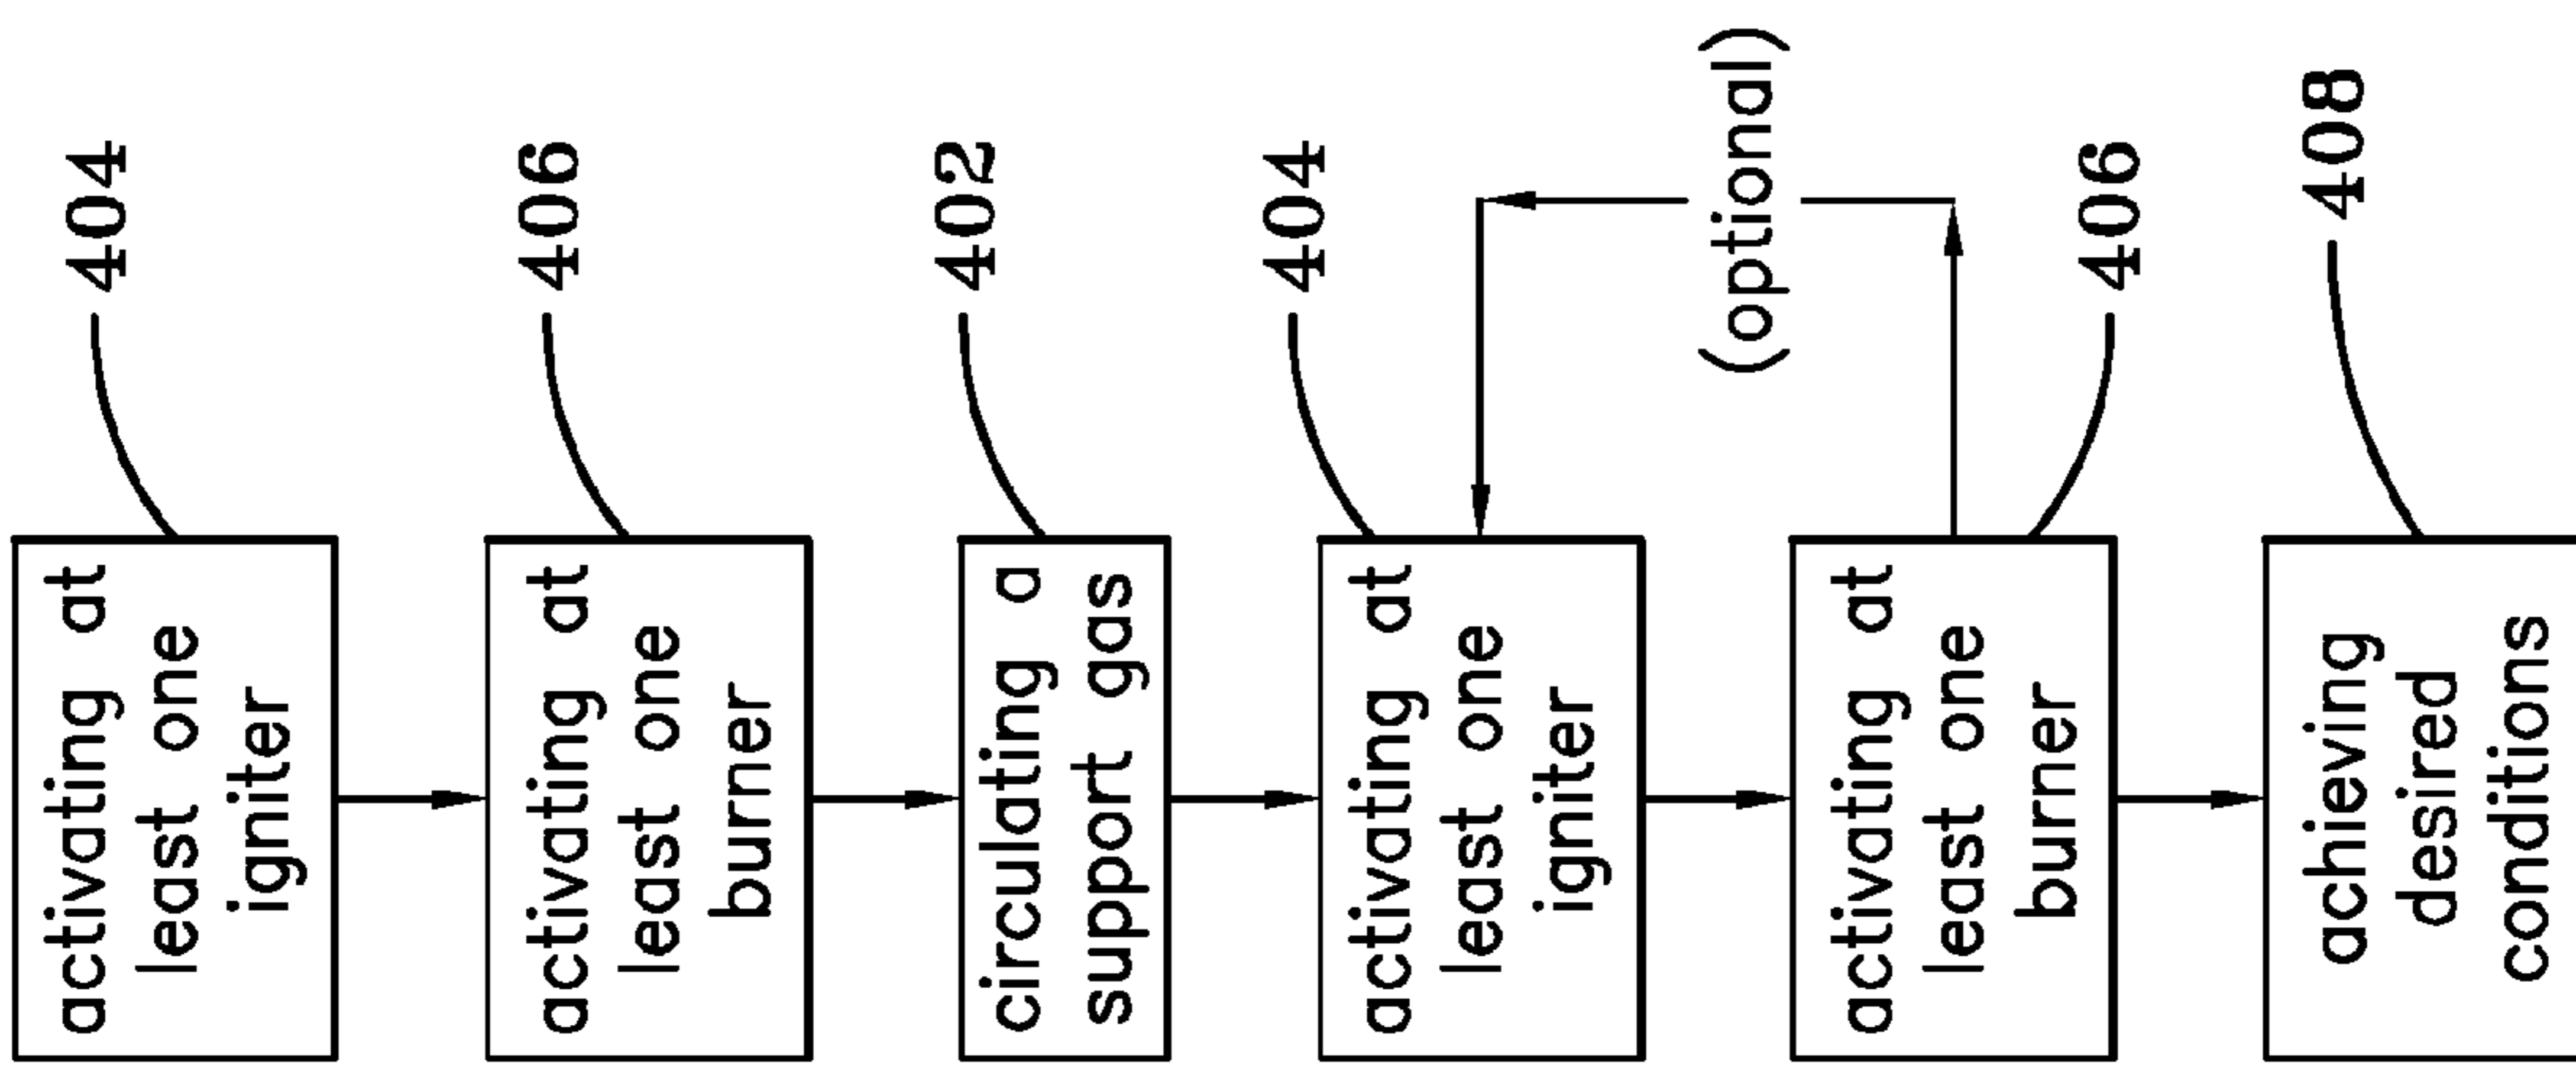 activating at
least one
igniter
404
activating at
least one
burner
406
circulating a
support gas
402
activating at
least one
igniter
404
(optional)
activating at
least one
burner
406
achieving
desired
conditions
408